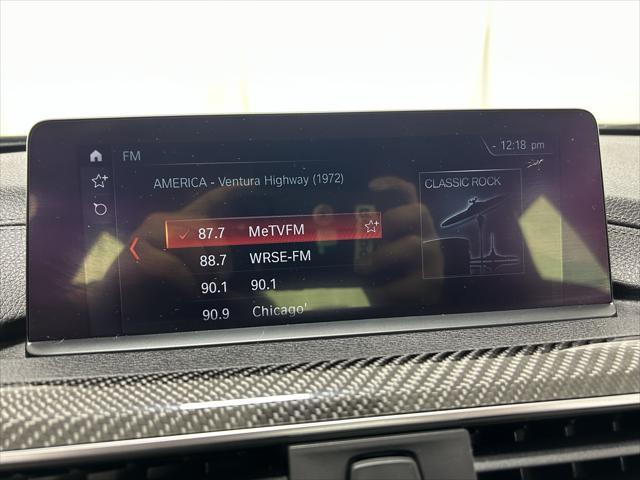 12:18 pm
FM
AMERICA - Ventura Highway (1972)
CLASSIC ROCK
87.7 MeTVFM
88.7 WRSE-FM
90.1 90.1
90.9 Chicago'